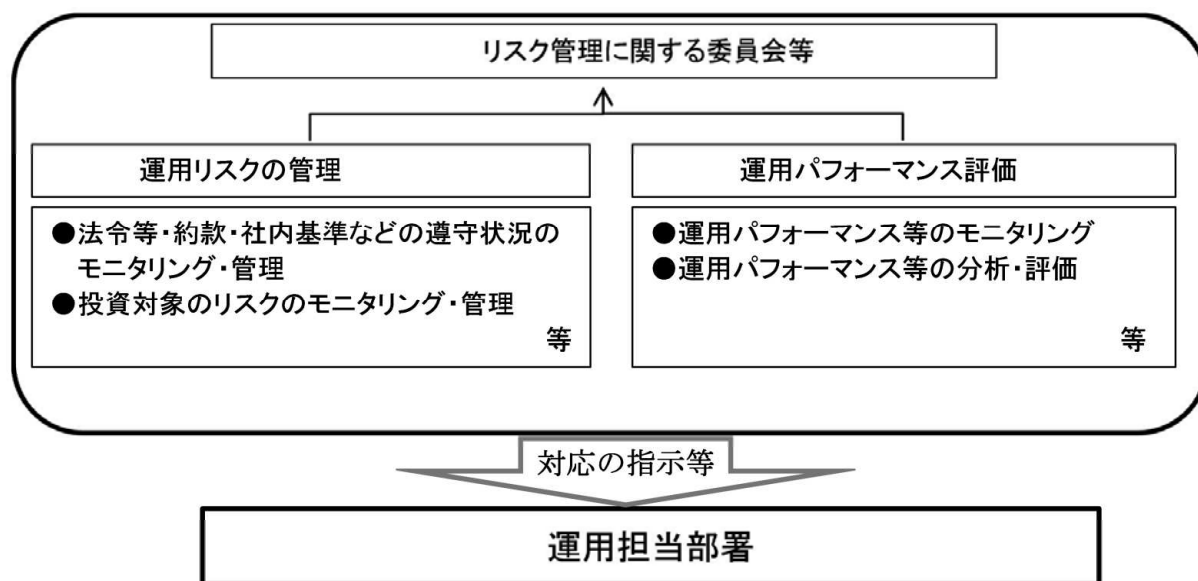 リスク管理に関する委員会等
運用リスクの管理
●法令等・約款・社内基準などの遵守状況の
モニタリング・管理
●投資対象のリスクのモニタリング・管理
等
運用パフォーマンス評価
●運用パフォーマンス等のモニタリング
●運用パフォーマンス等の分析・評価
等
対応の指示等
運用担当部署